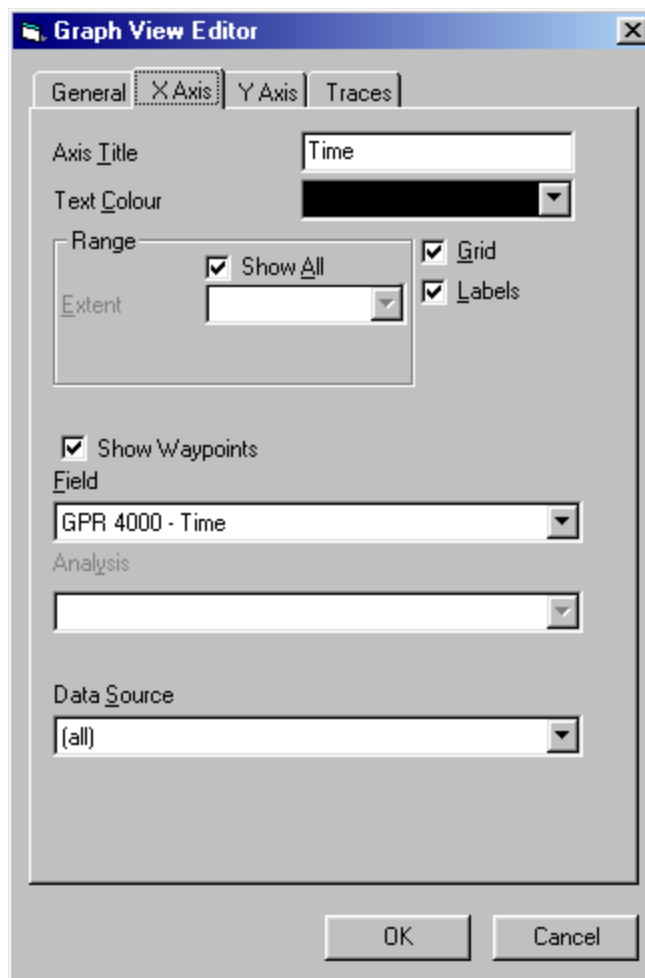 Graph View Editor
General X Axis Y Axis Traces
Axis Title Time
Text Colour
Range
Show All
Grid
Extent
Labels
Show Waypoints
Field
GPR 4000 - Time
Analysis
Data Source
(all)
OK Cancel